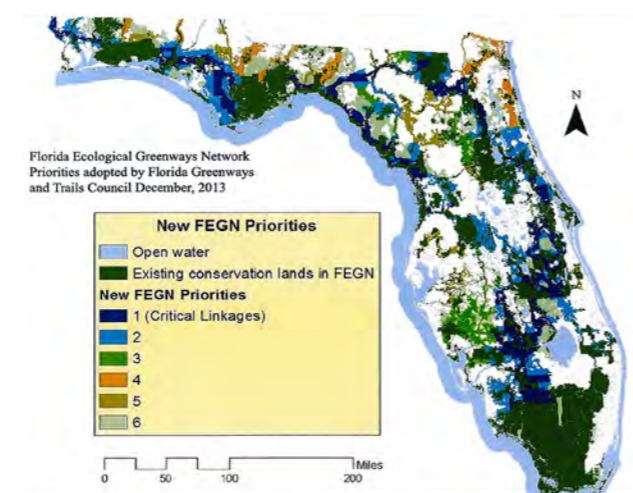 N
Florida Ecological Greenways Network
Priorities adopted by Florida Greenways
and Trails Council December, 2013
New FEGN Priorities
Open water
Existing conservation lands in FEGN
New FEGN Priorities
1 (Critical Linkages)
2
3
4
5
6
Miles
0 50 100 200